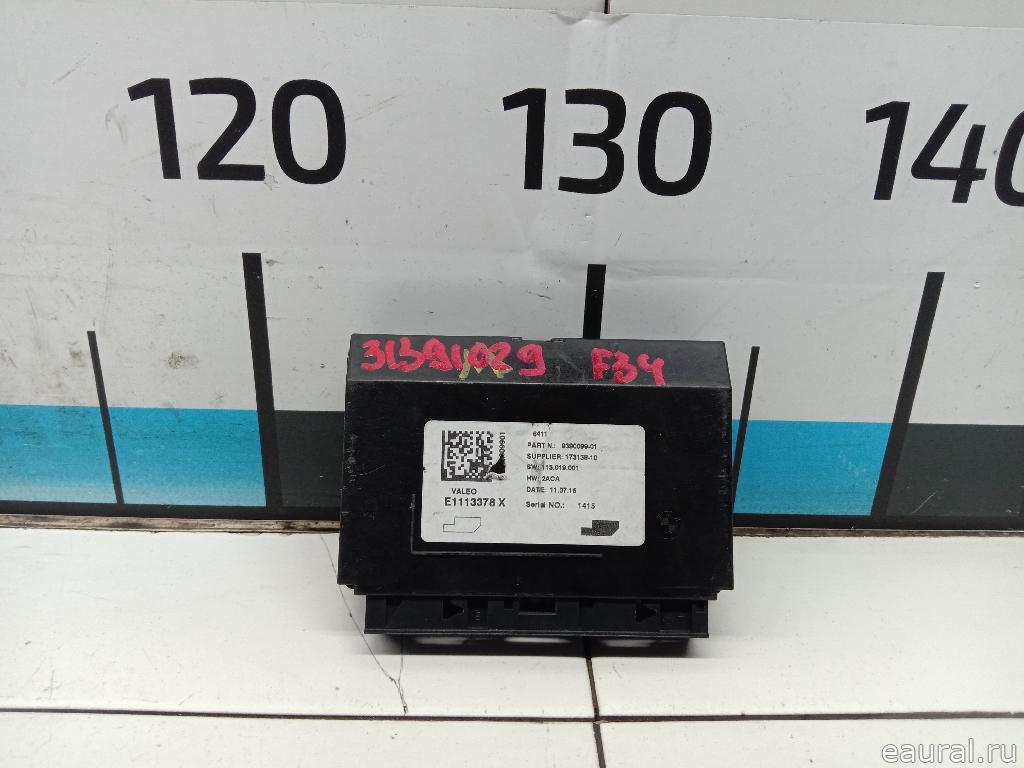 120 130 140
31391029 F34
6411
PART N.: 9390099-01
SUPPLIER: 173138-10
SW: 113.019.001
HW: 2ACA
DATE: 11.07.16
VALEO
E1113378 X
Serial NO.: 1415
eaural.ru